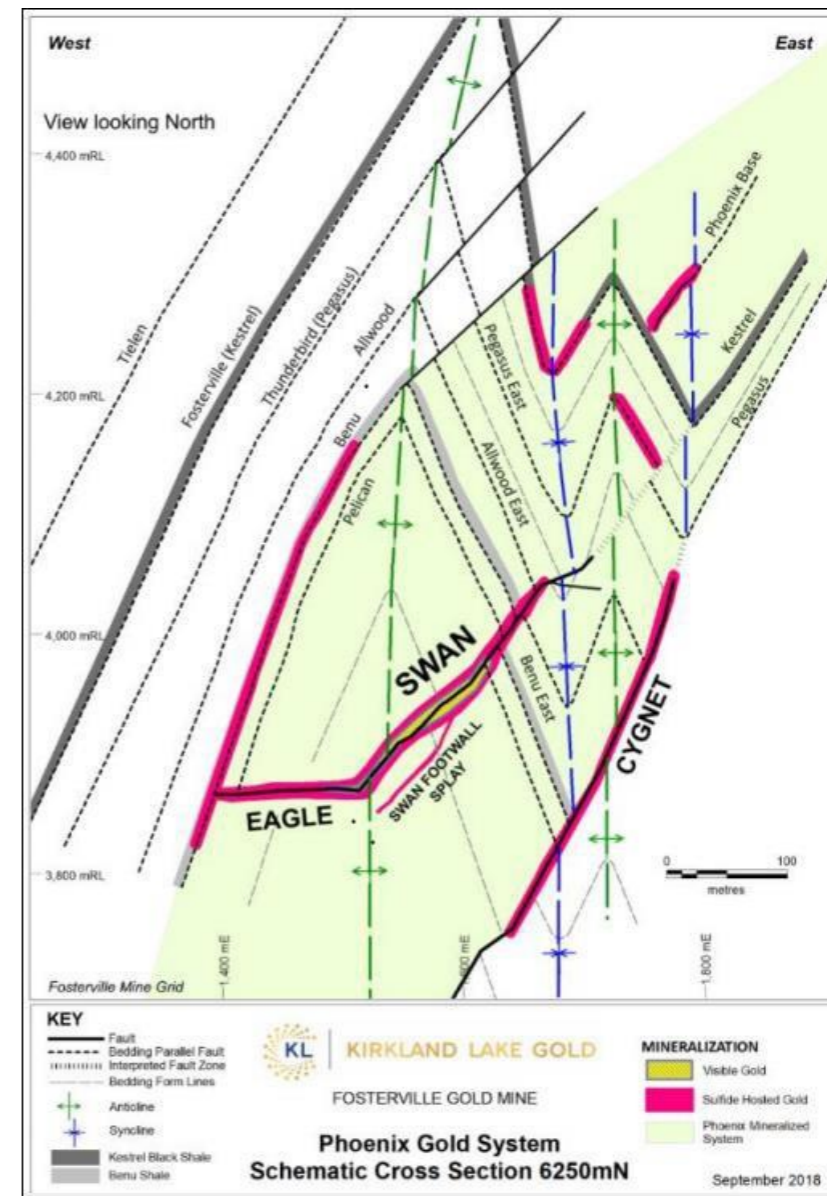 West
East
View looking North
4,400 mRL
Phoenix Base
Tielen
Fosterville (Kestrel)
Thunderbird (Pegasus)
Allwood
Pegasus East
Kestrel
4,200 mRL
Pegasus
Benu
Pelican
Allwood East
4,000 mRL
SWAN
Benu East
CYGNET
SWAN FOOTWALL
SPLAY
EAGLE
0 100
metres
3,800 mRL
1,400 mE
1,800 mE
Fosterville Mine Grid
KEY
Fault
Bedding Parallel Fault
Interpreted Fault Zone
Bedding Form Lines
Anticline
Syncline
Kestrel Black Shale
Benu Shale
KL KIRKLAND LAKE GOLD
FOSTERVILLE GOLD MINE
Phoenix Gold System
Schematic Cross Section 6250mN
MINERALIZATION
Visible Gold
Sulfide Hosted Gold
Phoenix Mineralized
System
September 2018